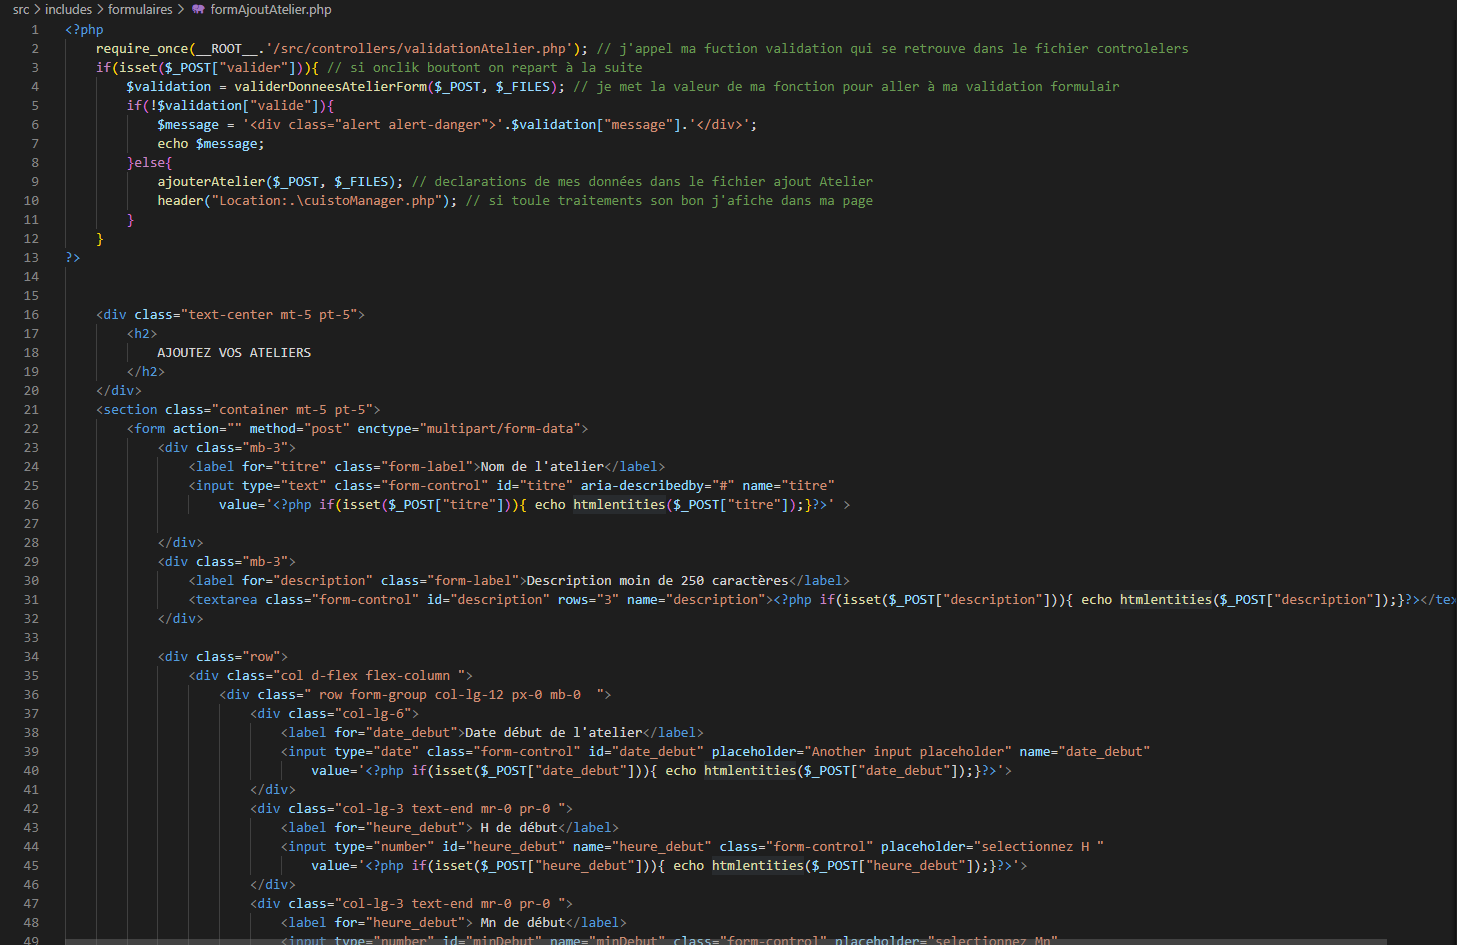 src > includes > formulaires > formAjoutAtelier.php
1 <?php
2 require_once(__ROOT__.'/src/controllers/validationAtelier.php'); // j'appel ma fuction validation qui se retrouve dans le fichier controlelers
3 if(isset($_POST["valider"])){ // si onclik boutont on repart à la suite
4 $validation = validerDonneesAtelierForm($_POST, $_FILES); // je met la valeur de ma fonction pour aller à ma validation formulair
5 if(!$validation["valide"]){
6 $message = '<div class="alert alert-danger">'.$validation["message"].'</div>';
7 echo $message;
8 }else{
9 ajouterAtelier($_POST, $_FILES); // declarations de mes données dans le fichier ajout Atelier
10 header("Location:.\cuistoManager.php"); // si toule traitements son bon j'afiche dans ma page
11 }
12 }
13 ?>
14
15
16 <div class="text-center mt-5 pt-5">
17 <h2>
18 AJOUTEZ VOS ATELIERS
19 </h2>
20 </div>
21 <section class="container mt-5 pt-5">
22 <form action="" method="post" enctype="multipart/form-data">
23 <div class="mb-3">
24 <label for="titre" class="form-label">Nom de l'atelier</label>
25 <input type="text" class="form-control" id="titre" aria-describedby="#" name="titre"
26 value='<?php if(isset($_POST["titre"])){ echo htmlentities($_POST["titre"]);}?>' >
27
28 </div>
29 <div class="mb-3">
30 <label for="description" class="form-label">Description moin de 250 caractères</label>
31 <textarea class="form-control" id="description" rows="3" name="description"><?php if(isset($_POST["description"])){ echo htmlentities($_POST["description"]);}?></tex
32 </div>
33
34 <div class="row">
35 <div class="col d-flex flex-column ">
36 <div class=" row form-group col-lg-12 px-0 mb-0  ">
37 <div class="col-lg-6">
38 <label for="date_debut">Date début de l'atelier</label>
39 <input type="date" class="form-control" id="date_debut" placeholder="Another input placeholder" name="date_debut"
40 value='<?php if(isset($_POST["date_debut"])){ echo htmlentities($_POST["date_debut"]);}?>'>
41 </div>
42 <div class="col-lg-3 text-end mr-0 pr-0 ">
43 <label for="heure_debut"> H de début</label>
44 <input type="number" id="heure_debut" name="heure_debut" class="form-control" placeholder="selectionnez H "
45 value='<?php if(isset($_POST["heure_debut"])){ echo htmlentities($_POST["heure_debut"]);}?>'>
46 </div>
47 <div class="col-lg-3 text-end mr-0 pr-0 ">
48 <label for="heure_debut"> Mn de début</label>
49 <input type="number" id="minDebut" name="minDebut" class="form-control" placeholder="selectionnez Mn"